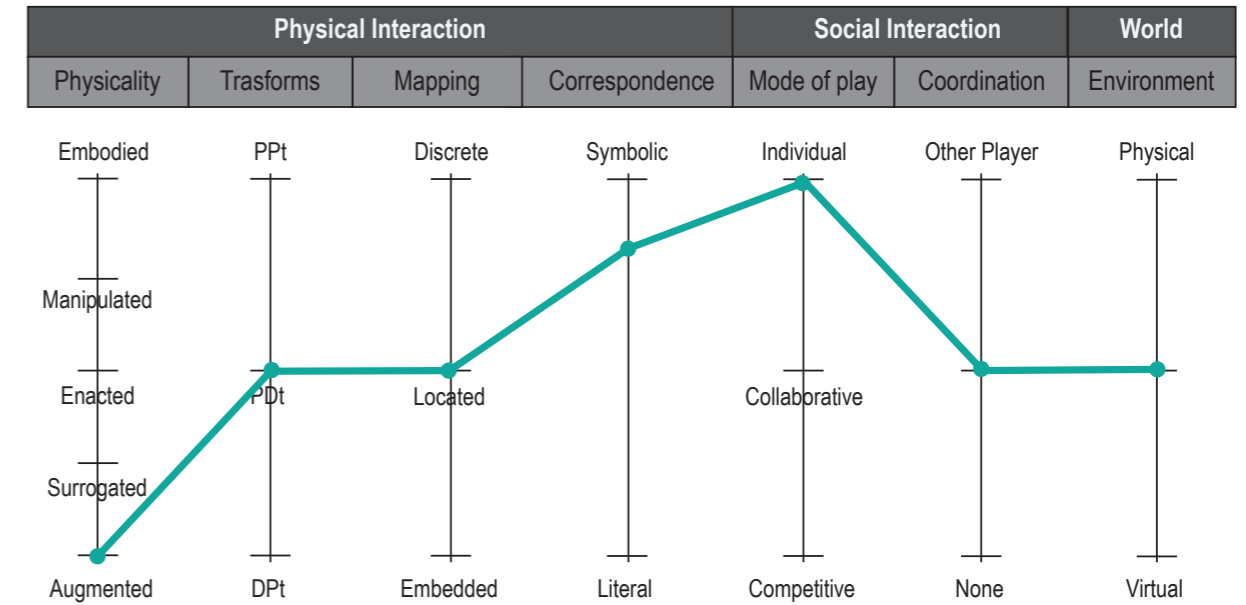 Physical Interaction Social Interaction World
Physicality Trasforms Mapping Correspondence Mode of play Coordination Environment
Embodied PPt Discrete Symbolic Individual Other Player Physical
Manipulated
Enacted PDt Located Collaborative
Surrogated
Augmented DPt Embedded Literal Competitive None Virtual